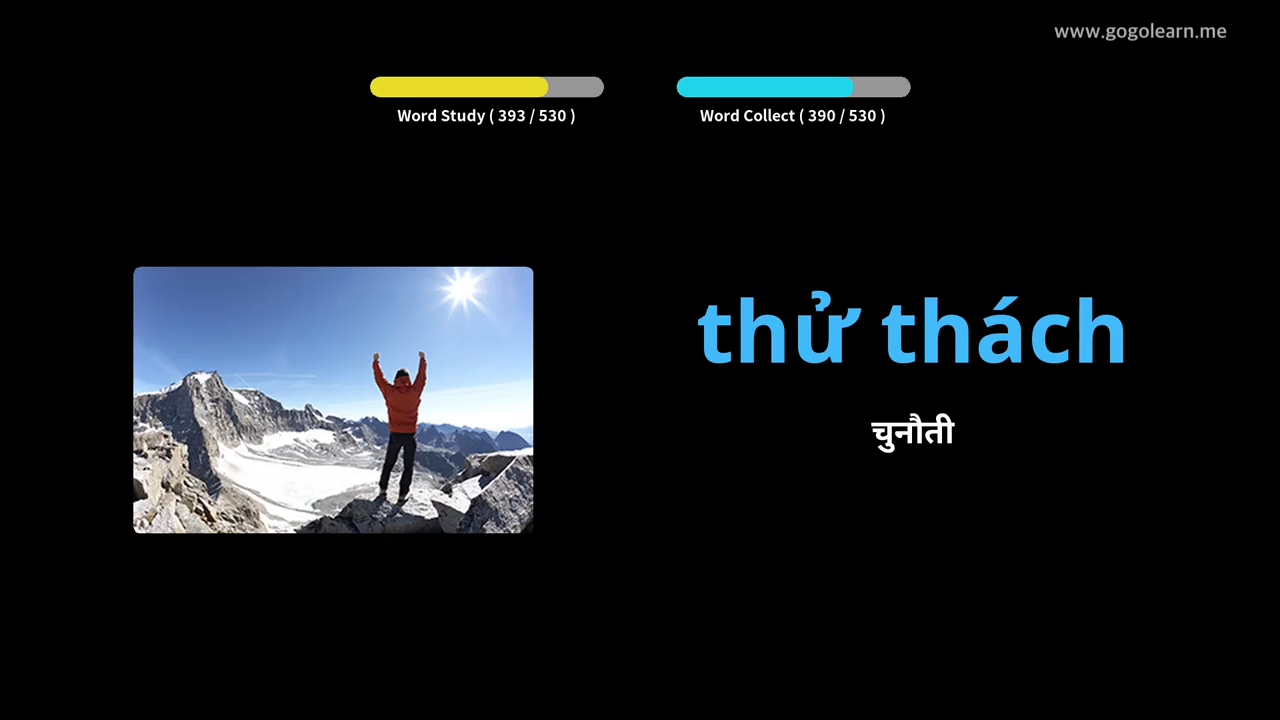 www.gogolearn.me
Word Study ( 393 / 530 )
Word Collect ( 390 / 530 )
thử thách
चुनौती